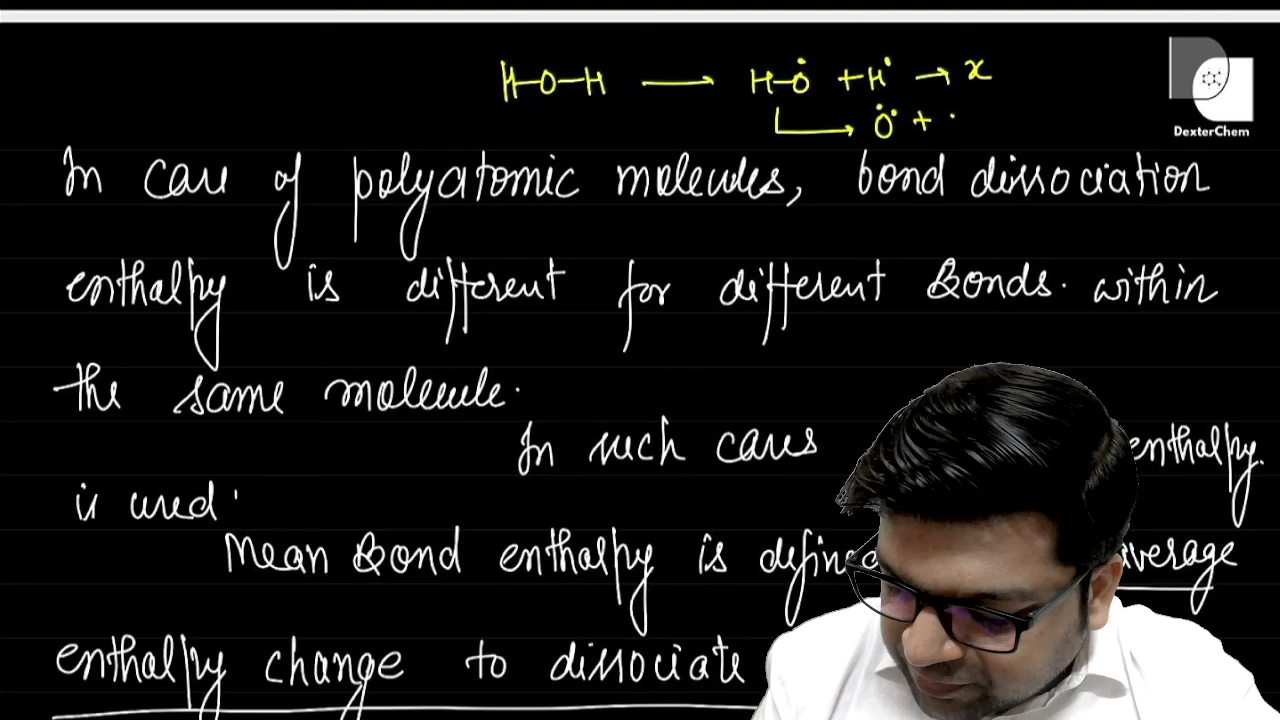 H-O-H → H-Ȯ + H˙ → x
Ö + ·
DexterChem
In case of polyatomic molecules, bond dissociation
enthalpy is different for different Bonds. within
the same molecule.
In such cases enthalpy.
is used.
Mean Bond enthalpy is average
enthalpy change to dissociate